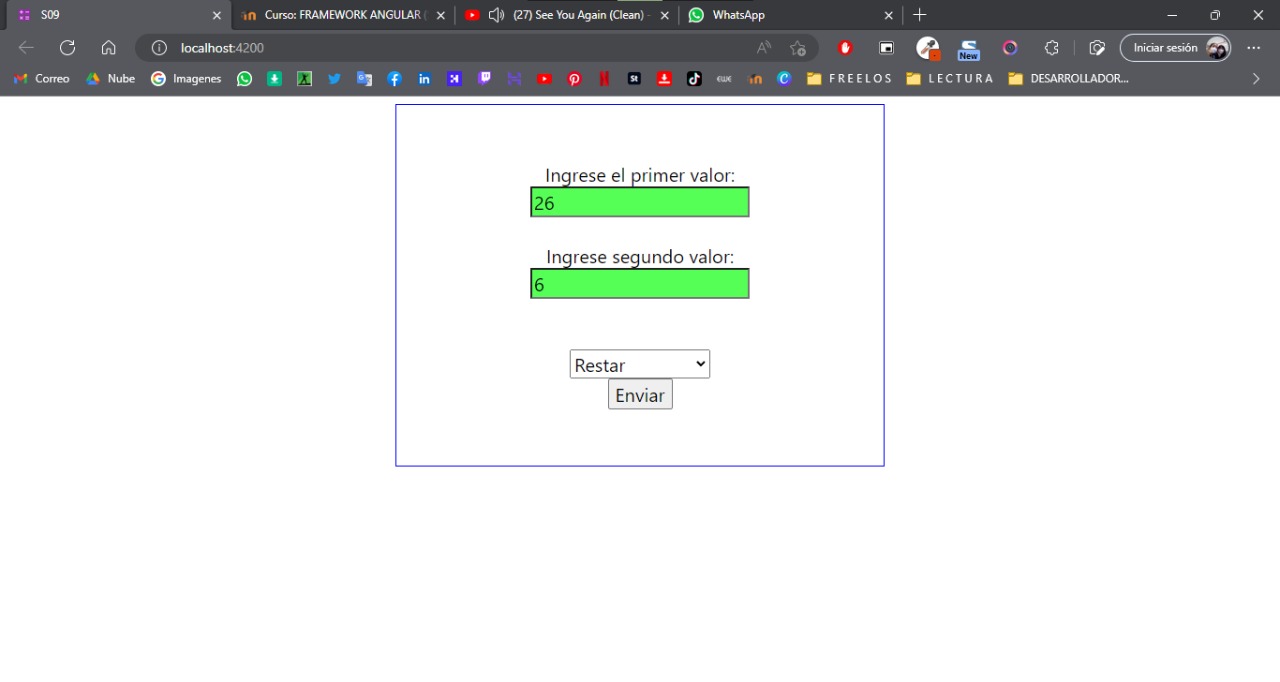 S09
Curso: FRAMEWORK ANGULAR (
(27) See You Again (Clean) -
WhatsApp
localhost:4200
Iniciar sesión
New
Correo
Nube
Imagenes
FREELOS
LECTURA
DESARROLLADOR...
Ingrese el primer valor:
26
Ingrese segundo valor:
6
Restar
Enviar